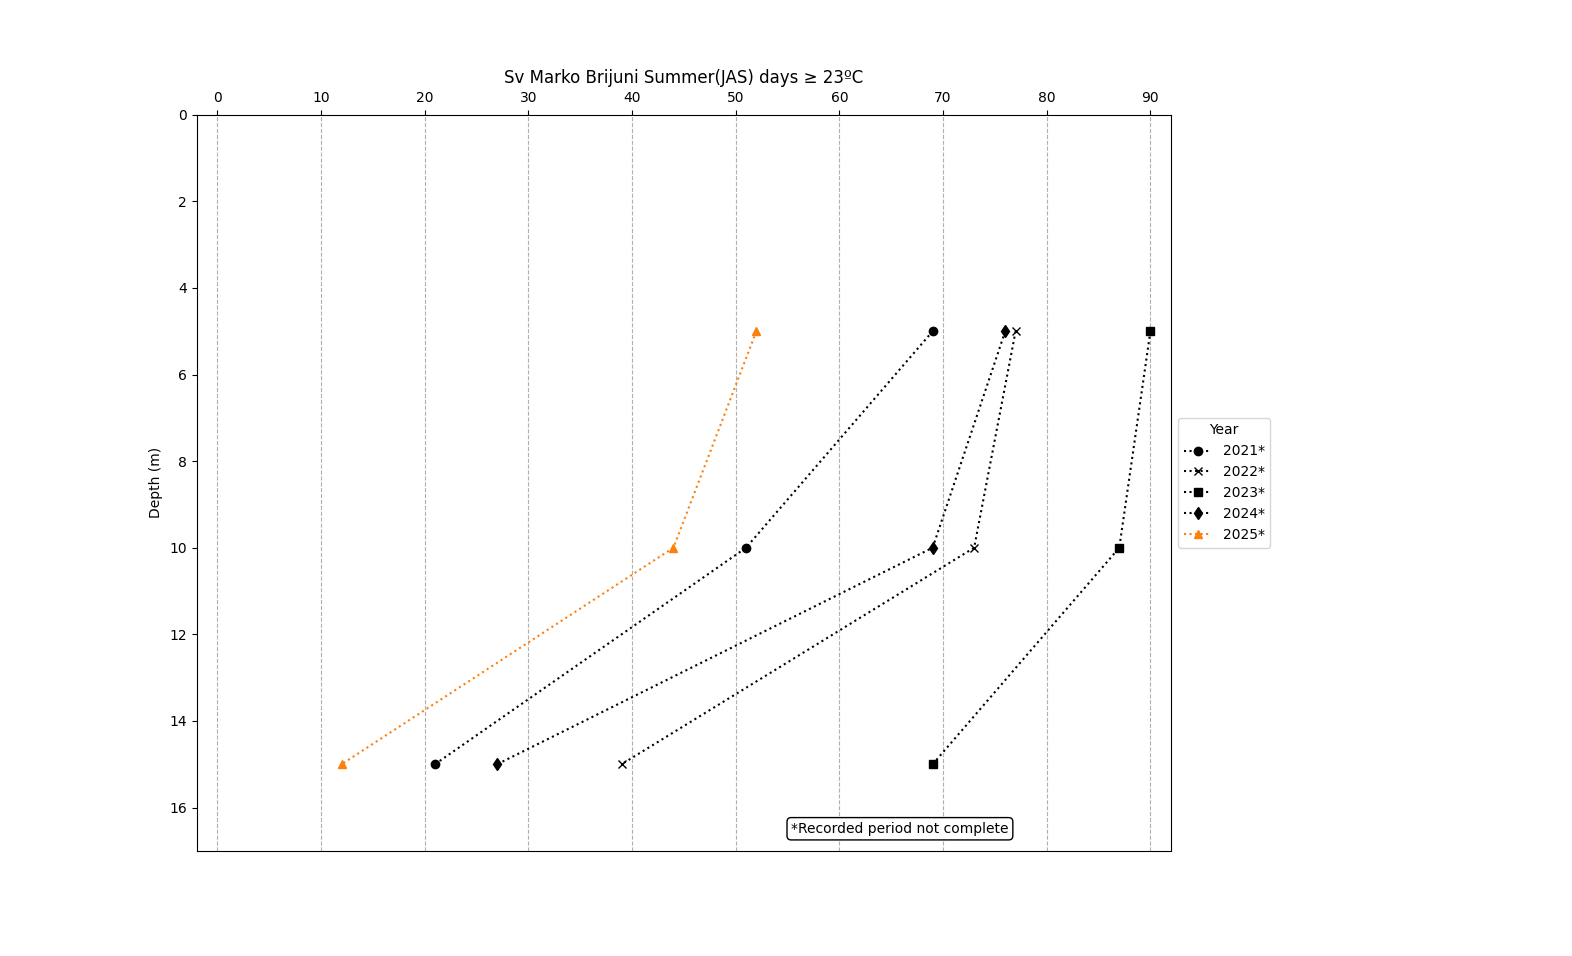 Sv Marko Brijuni Summer(JAS) days ≥ 23ºC
0 10 20 30 40 50 60 70 80 90
0
2
4
6
8
10
12
14
16
Depth (m)
Year
2021*
2022*
2023*
2024*
2025*
*Recorded period not complete